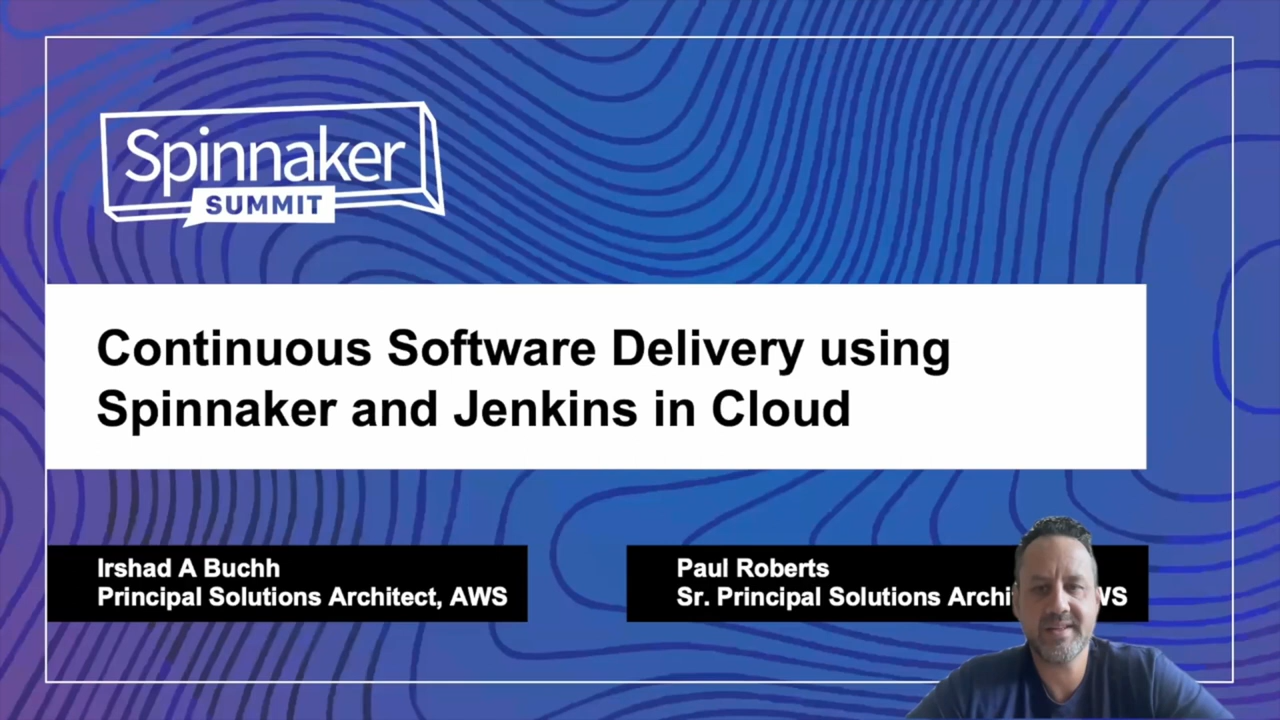 Spinnaker
SUMMIT
Continuous Software Delivery using
Spinnaker and Jenkins in Cloud
Irshad A Buchh
Principal Solutions Architect, AWS
Paul Roberts
Sr. Principal Solutions